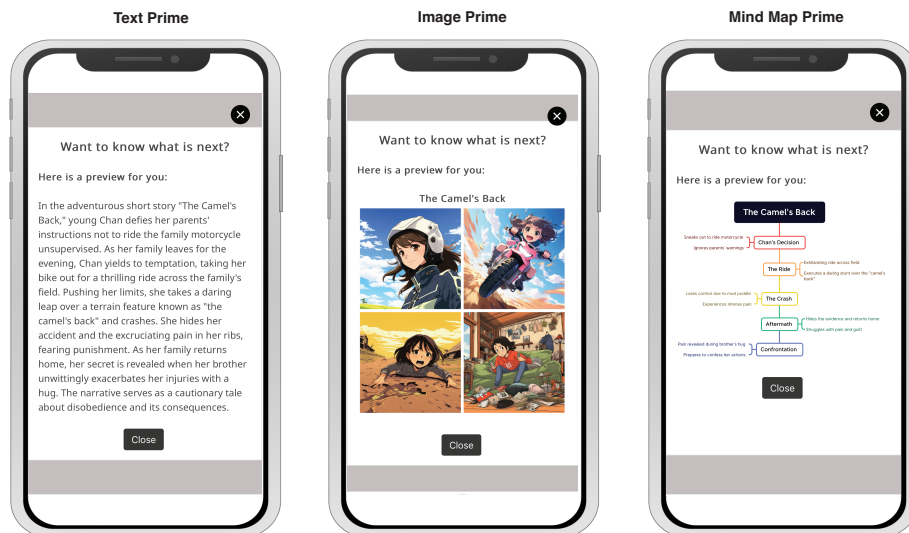 Text Prime
Want to know what is next?
Here is a preview for you:
In the adventurous short story "The Camel's
Back," young Chan defies her parents'
instructions not to ride the family motorcycle
unsupervised. As her family leaves for the
evening, Chan yields to temptation, taking her
bike out for a thrilling ride across the family's
field. Pushing her limits, she takes a daring
leap over a terrain feature known as "the
camel's back" and crashes. She hides her
accident and the excruciating pain in her ribs,
fearing punishment. As her family returns
home, her secret is revealed when her brother
unwittingly exacerbates her injuries with a
hug. The narrative serves as a cautionary tale
about disobedience and its consequences.
Close
Image Prime
Want to know what is next?
Here is a preview for you:
The Camel's Back
Close
Mind Map Prime
Want to know what is next?
Here is a preview for you:
The Camel's Back
Sneaks out to ride motorcycle
Ignores parents' warnings
Chan's Decision
The Ride
Exhilarating ride across field
Executes a daring stunt over the "camel's
back"
Loses control due to mud puddle
Experiences intense pain
The Crash
Aftermath
Hides the evidence and returns home
Struggles with pain and guilt
Pain revealed during brother's hug
Prepares to confess her actions
Confrontation
Close